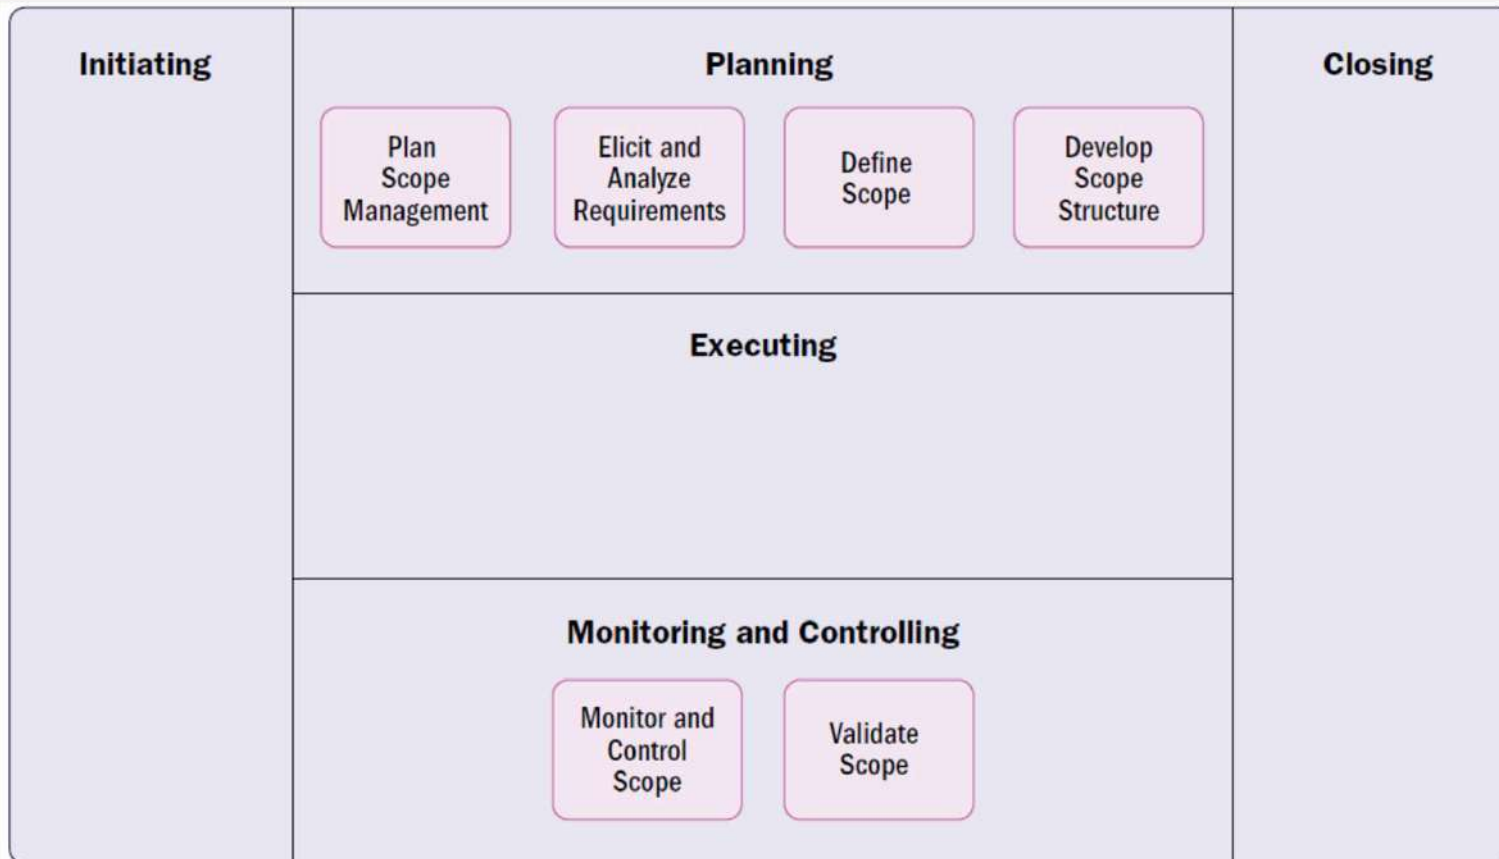 Initiating
Planning
Closing
Plan
Scope
Management
Elicit and
Analyze
Requirements
Define
Scope
Develop
Scope
Structure
Executing
Monitoring and Controlling
Monitor and
Control
Scope
Validate
Scope